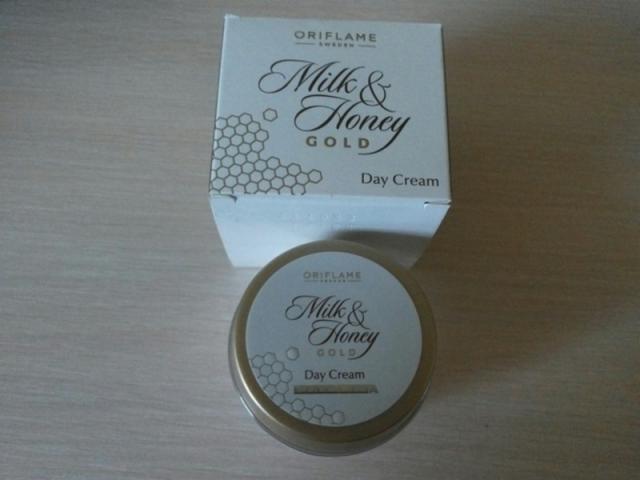 ORIFLAME
SWEDEN
Milk &
Honey
GOLD
Day Cream
ORIFLAME
SWEDEN
Milk &
Honey
GOLD
Day Cream